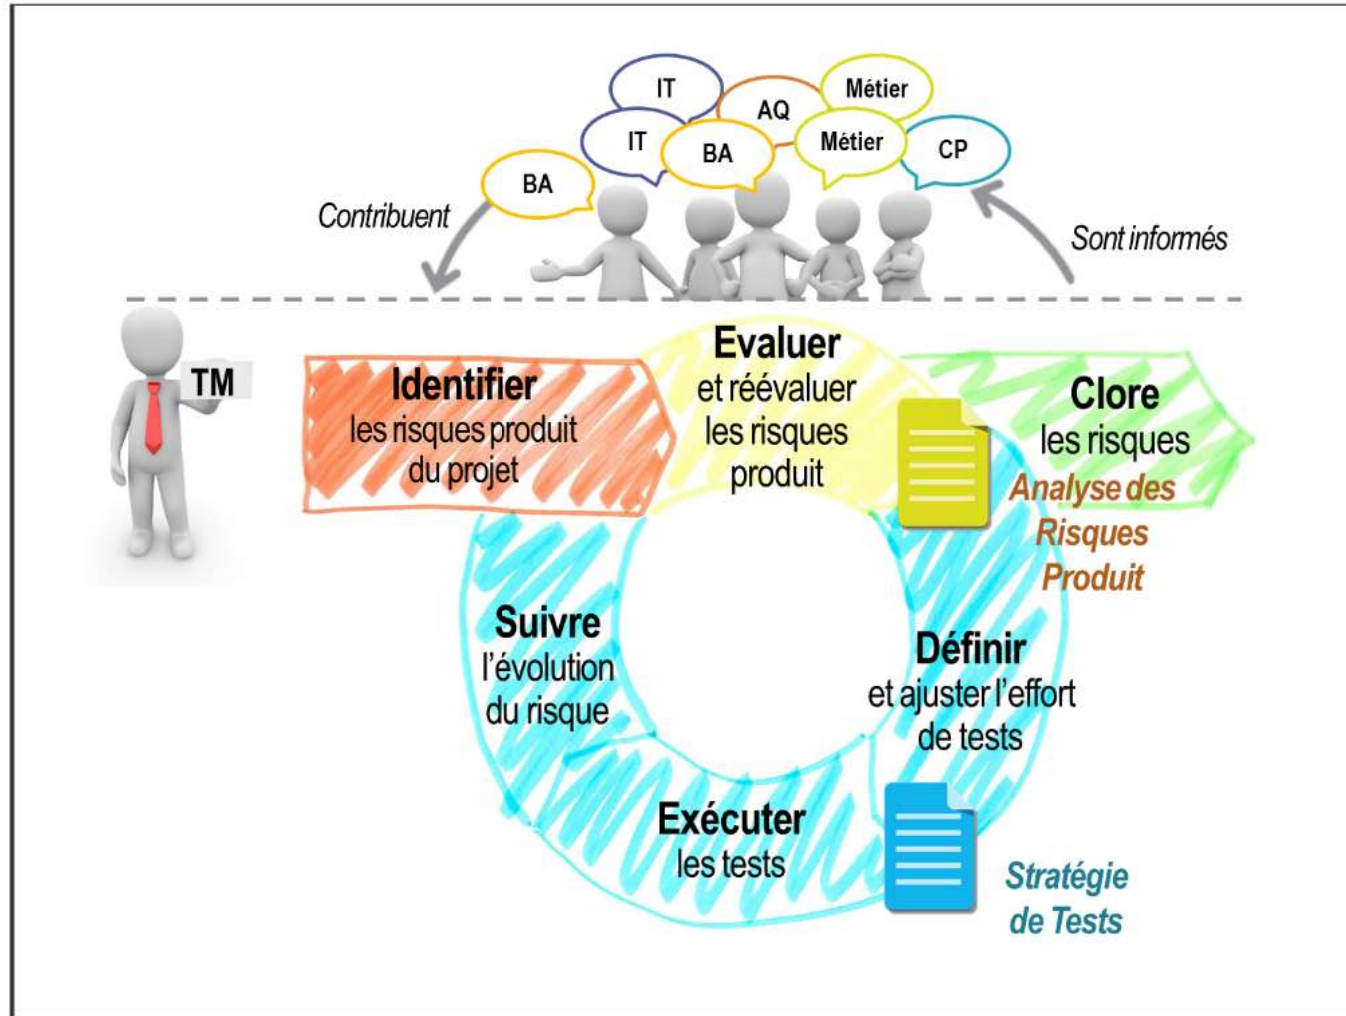 IT
Métier
AQ
IT
BA
Métier
CP
BA
Contribuent
Sont informés
TM
Identifier
les risques produit
du projet
Evaluer
et réévaluer
les risques
produit
Clore
les risques
Analyse des
Risques
Produit
Suivre
l'évolution
du risque
Définir
et ajuster l'effort
de tests
Exécuter
les tests
Stratégie
de Tests